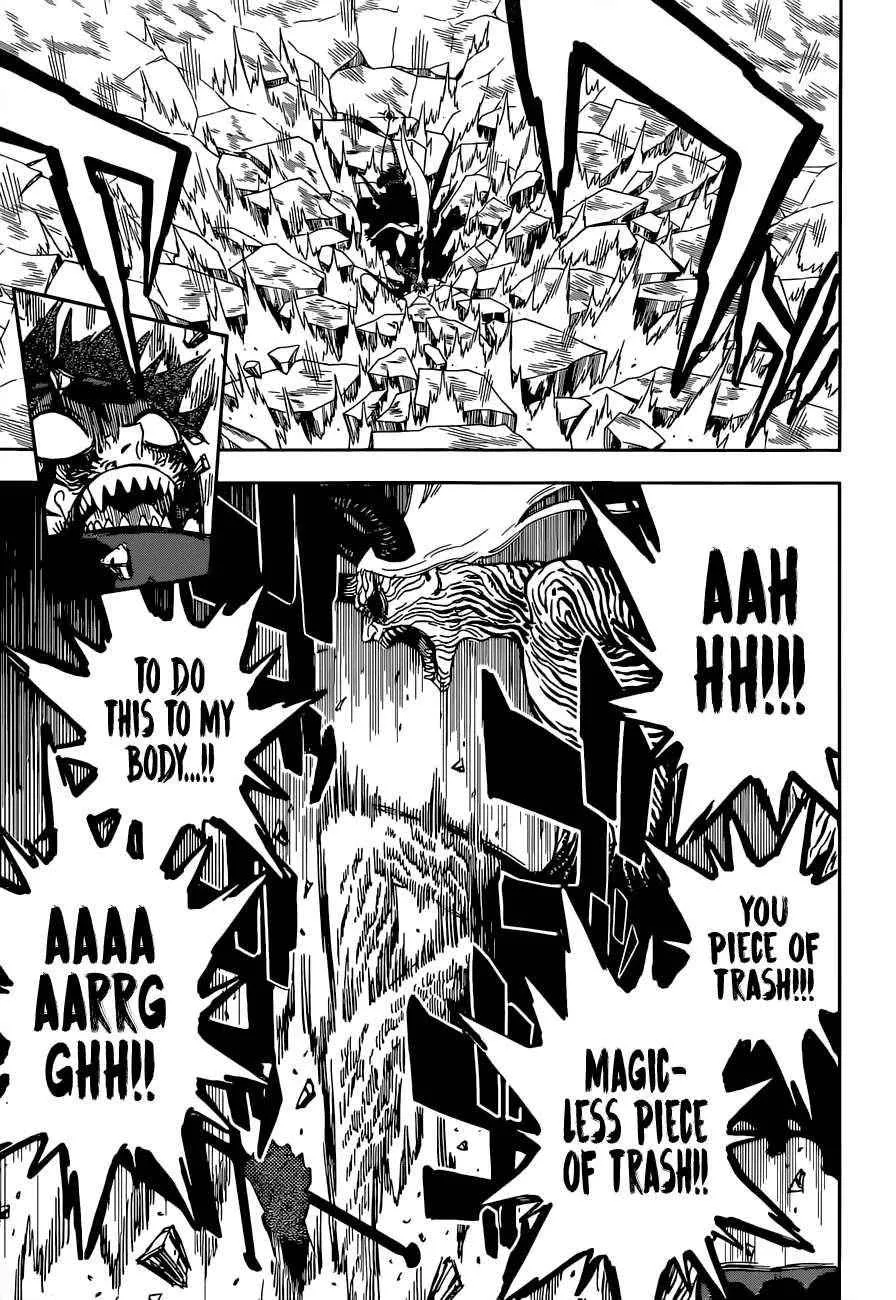 AAH
HH!!!
YOU
PIECE OF
TRASH!!!
MAGIC-
LESS PIECE
OF TRASH!!
TO DO
THIS TO MY
BODY...!!
AAAA
AARRG
GHH!!